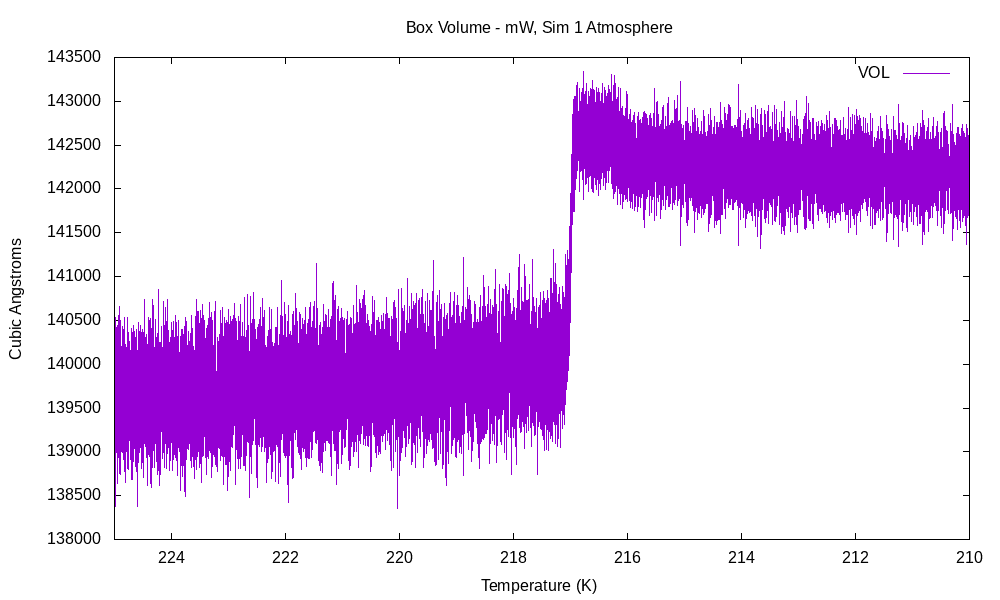 Box Volume - mW, Sim 1 Atmosphere
VOL
143500
143000
142500
142000
141500
141000
140500
140000
139500
139000
138500
138000
Cubic Angstroms
224 222 220 218 216 214 212 210
Temperature (K)